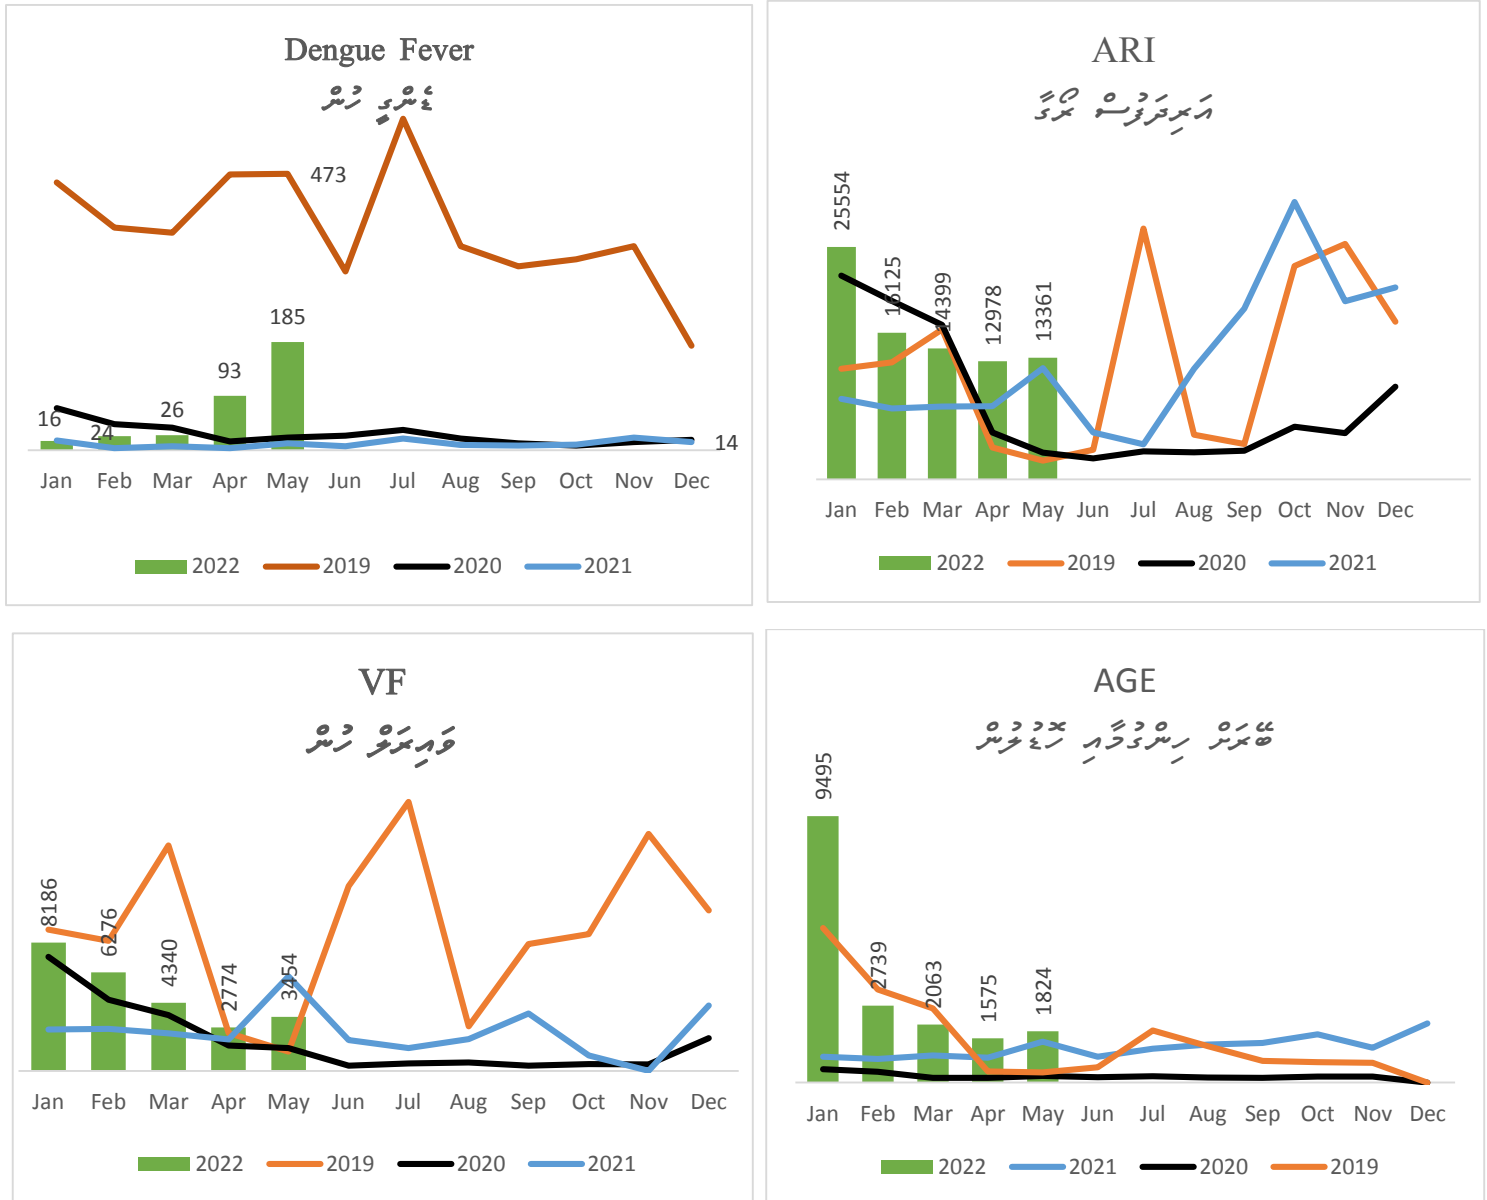 Dengue Fever
ޑެންގީ ހުން
473
185
93
16
24
26
14
Jan Feb Mar Apr May Jun Jul Aug Sep Oct Nov Dec
2022 2019 2020 2021
ARI
އަރިދަފުސް ރޯގާ
25554
16125
14399
12978
13361
Jan Feb Mar Apr May Jun Jul Aug Sep Oct Nov Dec
2022 2019 2020 2021
VF
ވައިރަލް ހުން
8186
6276
4340
2774
3454
Jan Feb Mar Apr May Jun Jul Aug Sep Oct Nov Dec
2022 2019 2020 2021
AGE
ބޭރަށް ހިންގުމާއި ހޮޑުލުން
9495
2739
2063
1575
1824
Jan Feb Mar Apr May Jun Jul Aug Sep Oct Nov Dec
2022 2021 2020 2019